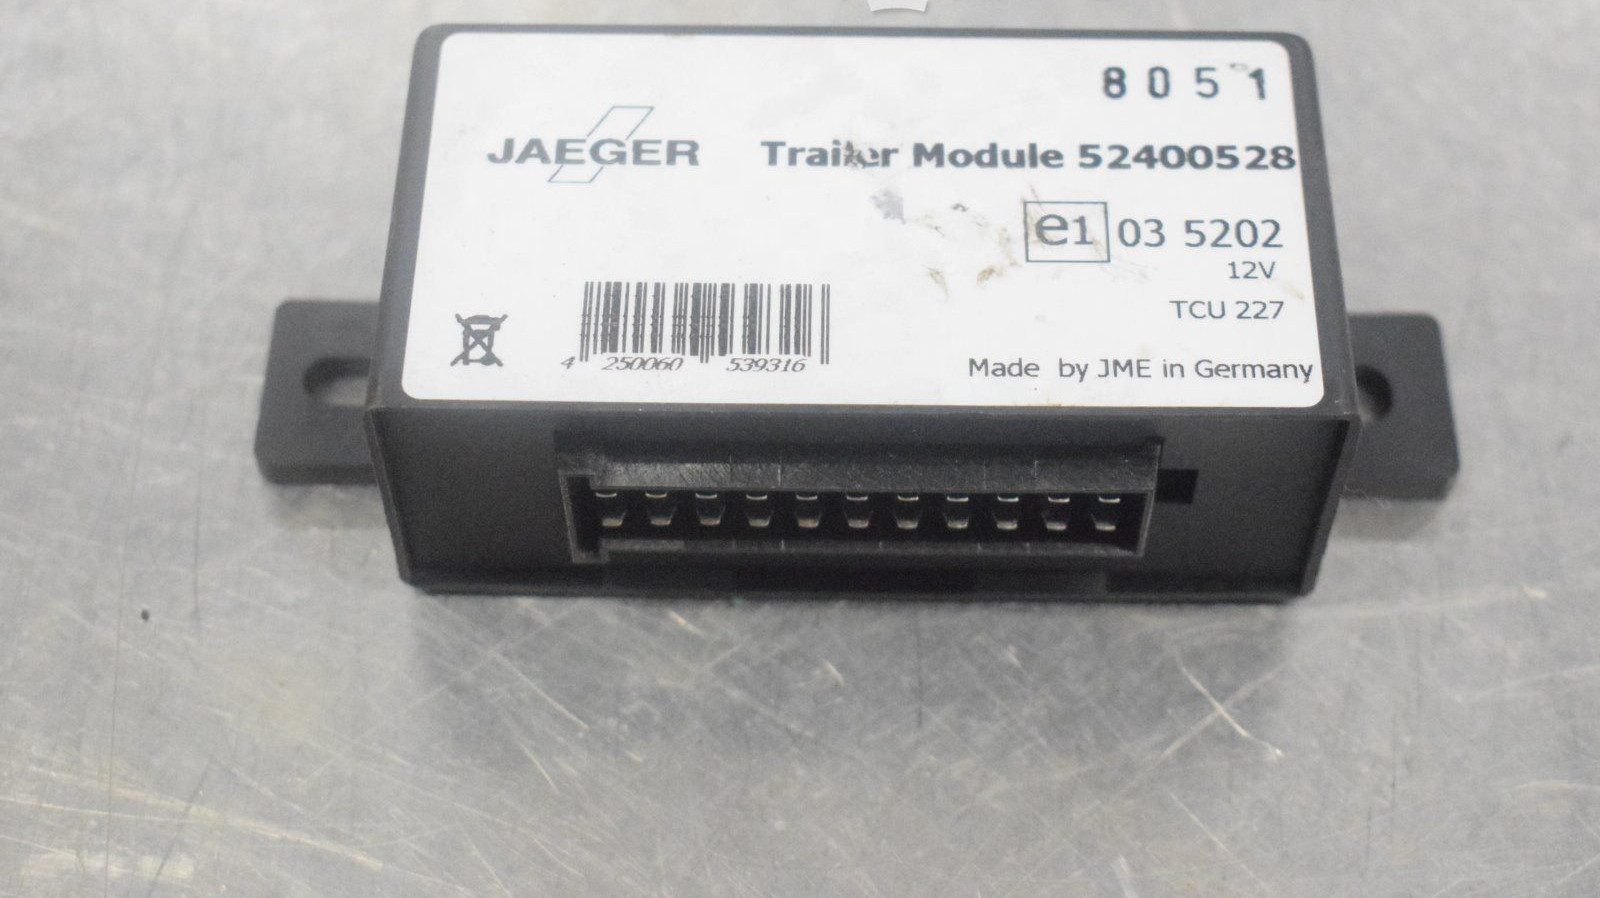 8051
JAEGER Trailer Module 52400528
e1 03 5202
12V
TCU 227
4 250060 539316
Made by JME in Germany